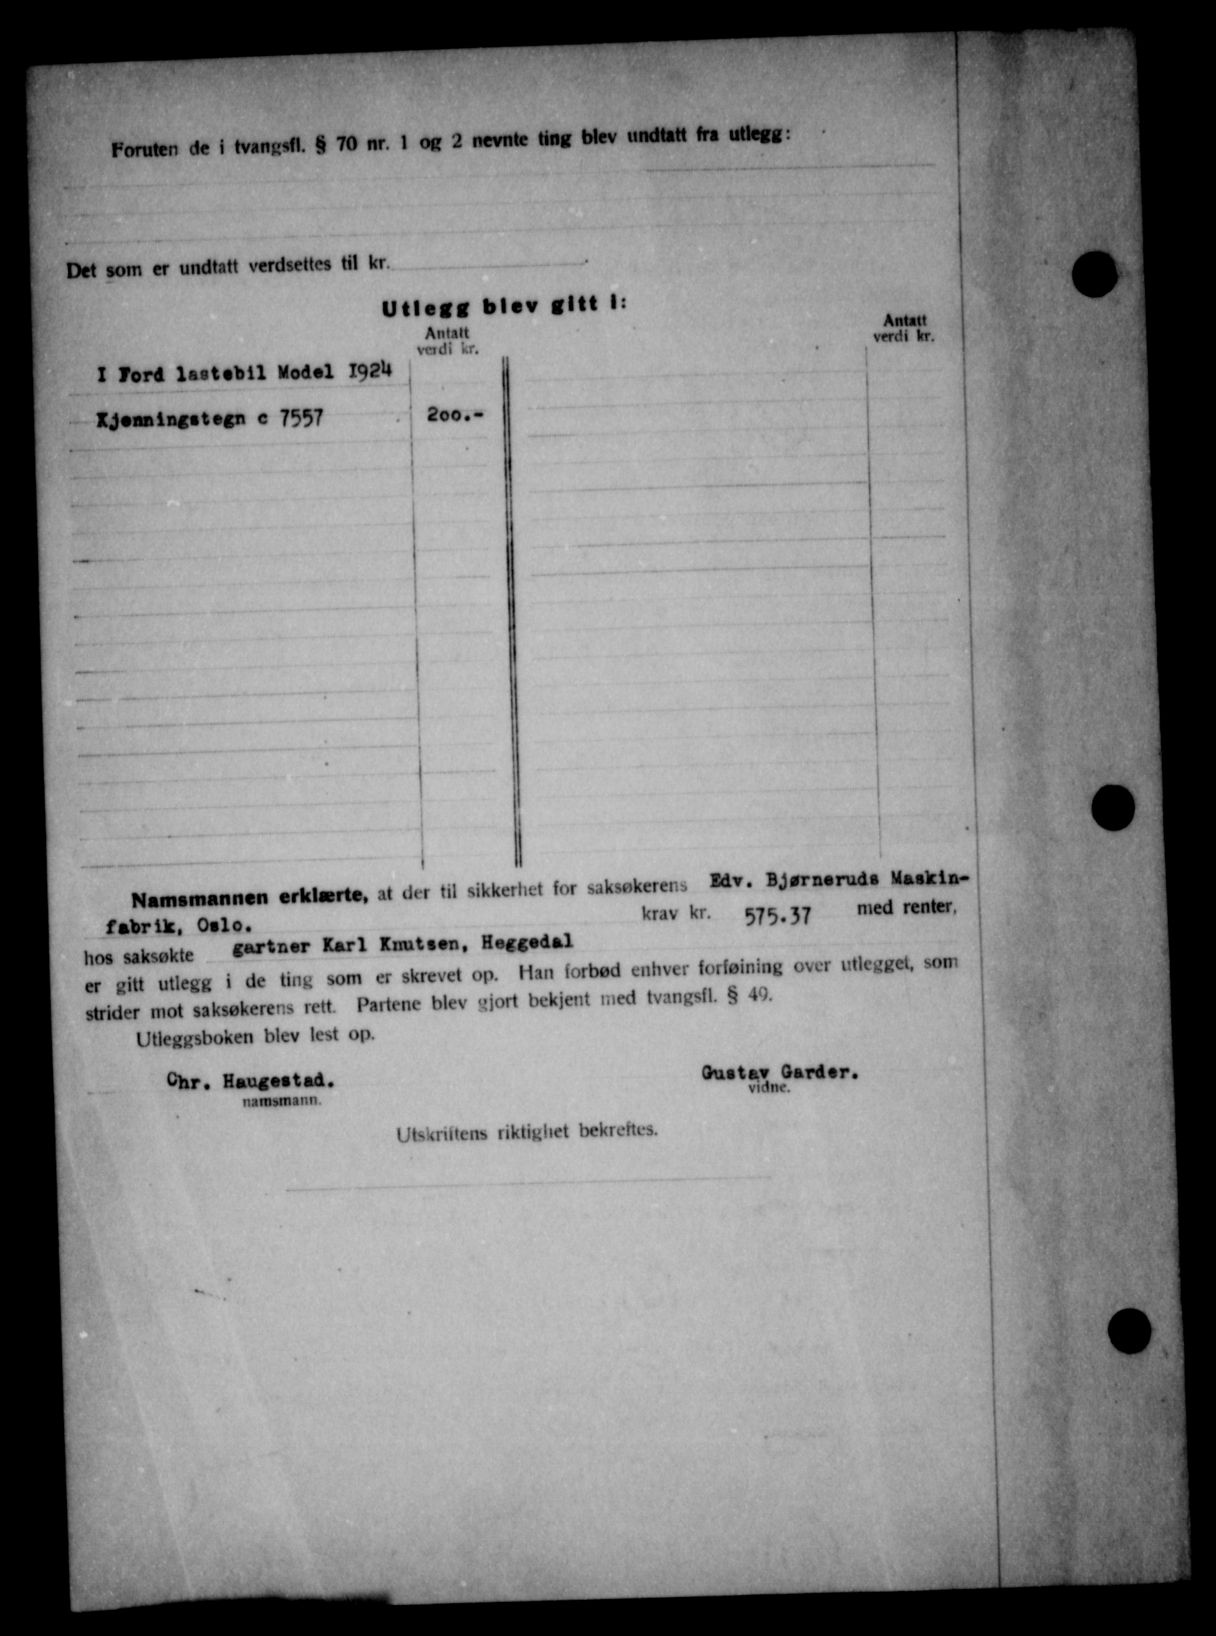 Foruten de i tvangsfl. § 70 nr. 1 og 2 nevnte ting blev undtatt fra utlegg:
Det som er undtatt verdsettes til kr.
Utlegg blev gitt i:
Antatt
verdi kr.
Antatt
verdi kr.
I Ford lastebil Model I924
Kjenningstegn c 7557 2oo.-
Namsmannen erklærte, at der til sikkerhet for saksøkerens Edv. Bjørneruds Maskin-
fabrik, Oslo. krav kr. 575.37 med renter,
hos saksøkte gartner Karl Knutsen, Heggedal
er gitt utlegg i de ting som er skrevet op. Han forbød enhver forføining over utlegget, som
strider mot saksøkerens rett. Partene blev gjort bekjent med tvangsfl. § 49.
Utleggsboken blev lest op.
Chr. Haugestad.
namsmann.
Gustav Garder.
vidne.
Utskriftens riktighet bekreftes.